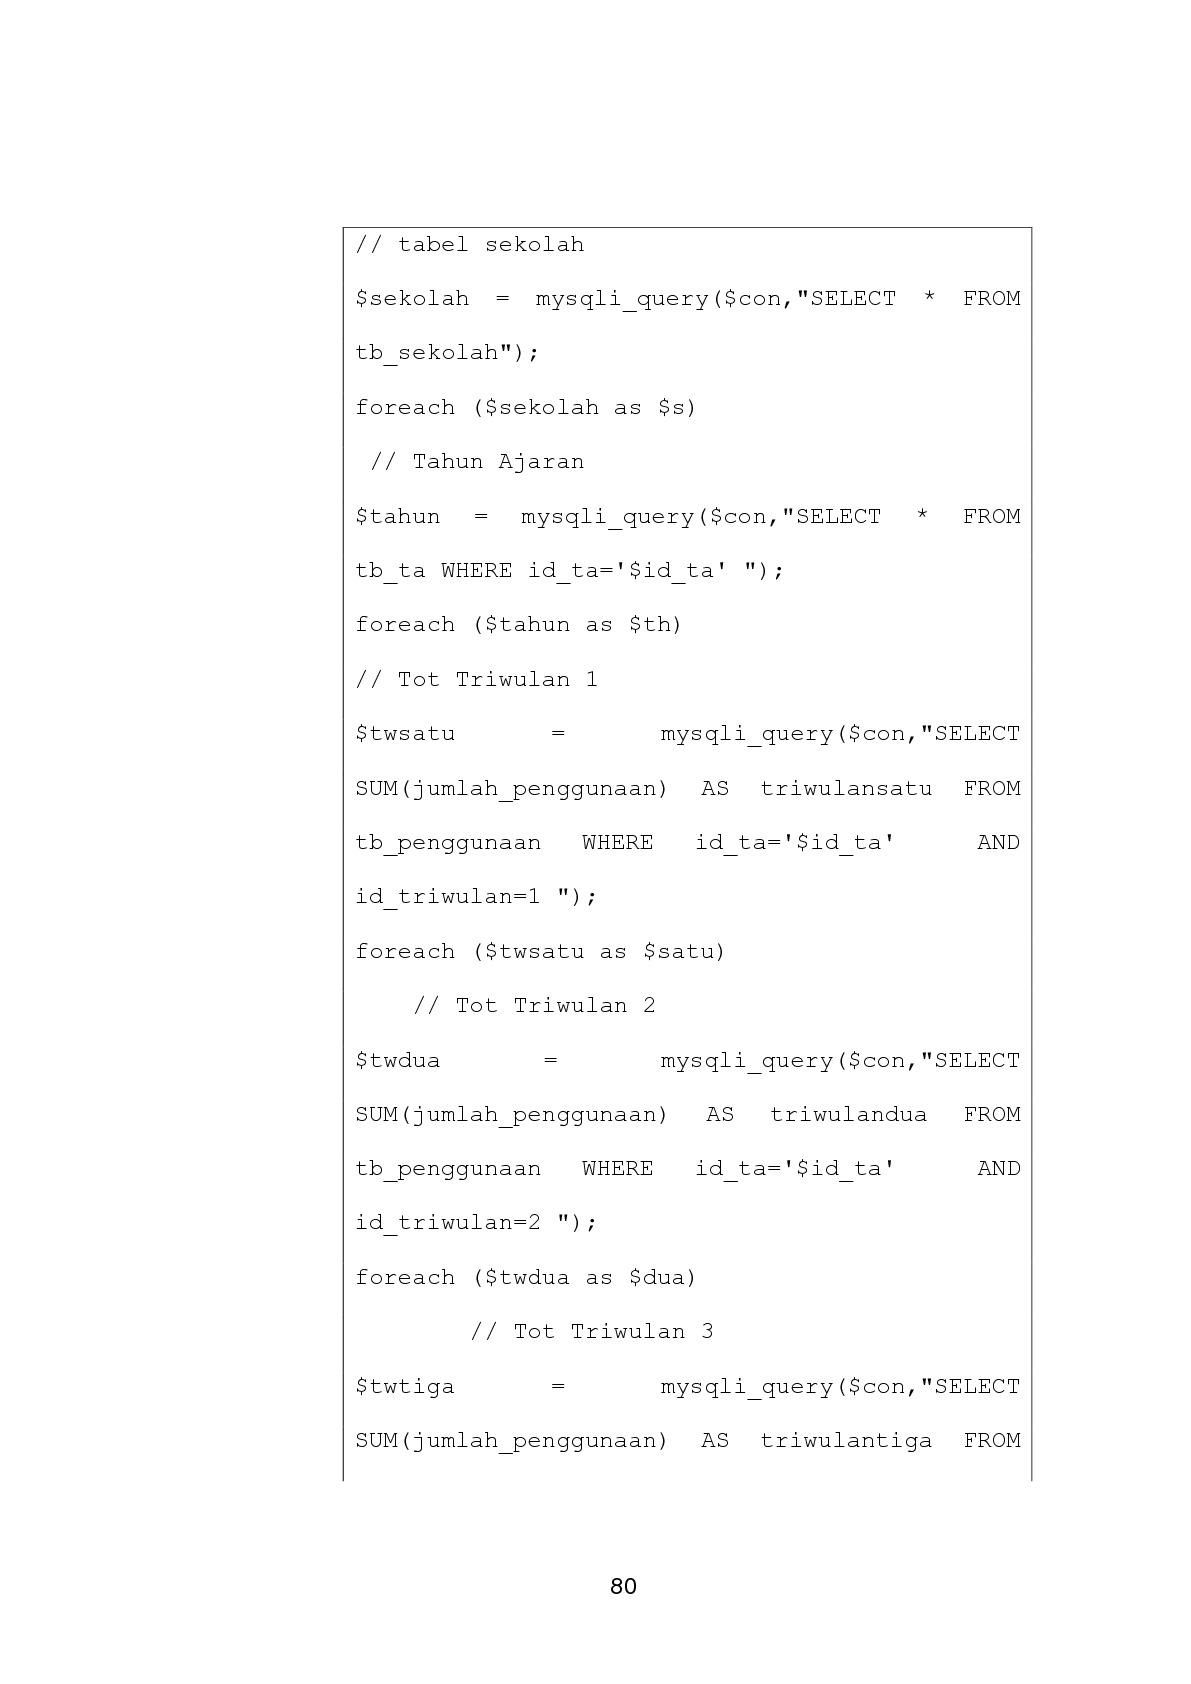 // tabel sekolah
$sekolah = mysqli_query($con,"SELECT * FROM
tb_sekolah");
foreach ($sekolah as $s)
// Tahun Ajaran
$tahun = mysqli_query($con,"SELECT * FROM
tb_ta WHERE id_ta='$id_ta' ");
foreach ($tahun as $th)
// Tot Triwulan 1
$twsatu = mysqli_query($con,"SELECT
SUM(jumlah_penggunaan) AS triwulansatu FROM
tb_penggunaan WHERE id_ta='$id_ta' AND
id_triwulan=1 ");
foreach ($twsatu as $satu)
// Tot Triwulan 2
$twdua = mysqli_query($con,"SELECT
SUM(jumlah_penggunaan) AS triwulandua FROM
tb_penggunaan WHERE id_ta='$id_ta' AND
id_triwulan=2 ");
foreach ($twdua as $dua)
// Tot Triwulan 3
$twtiga = mysqli_query($con,"SELECT
SUM(jumlah_penggunaan) AS triwulantiga FROM
80